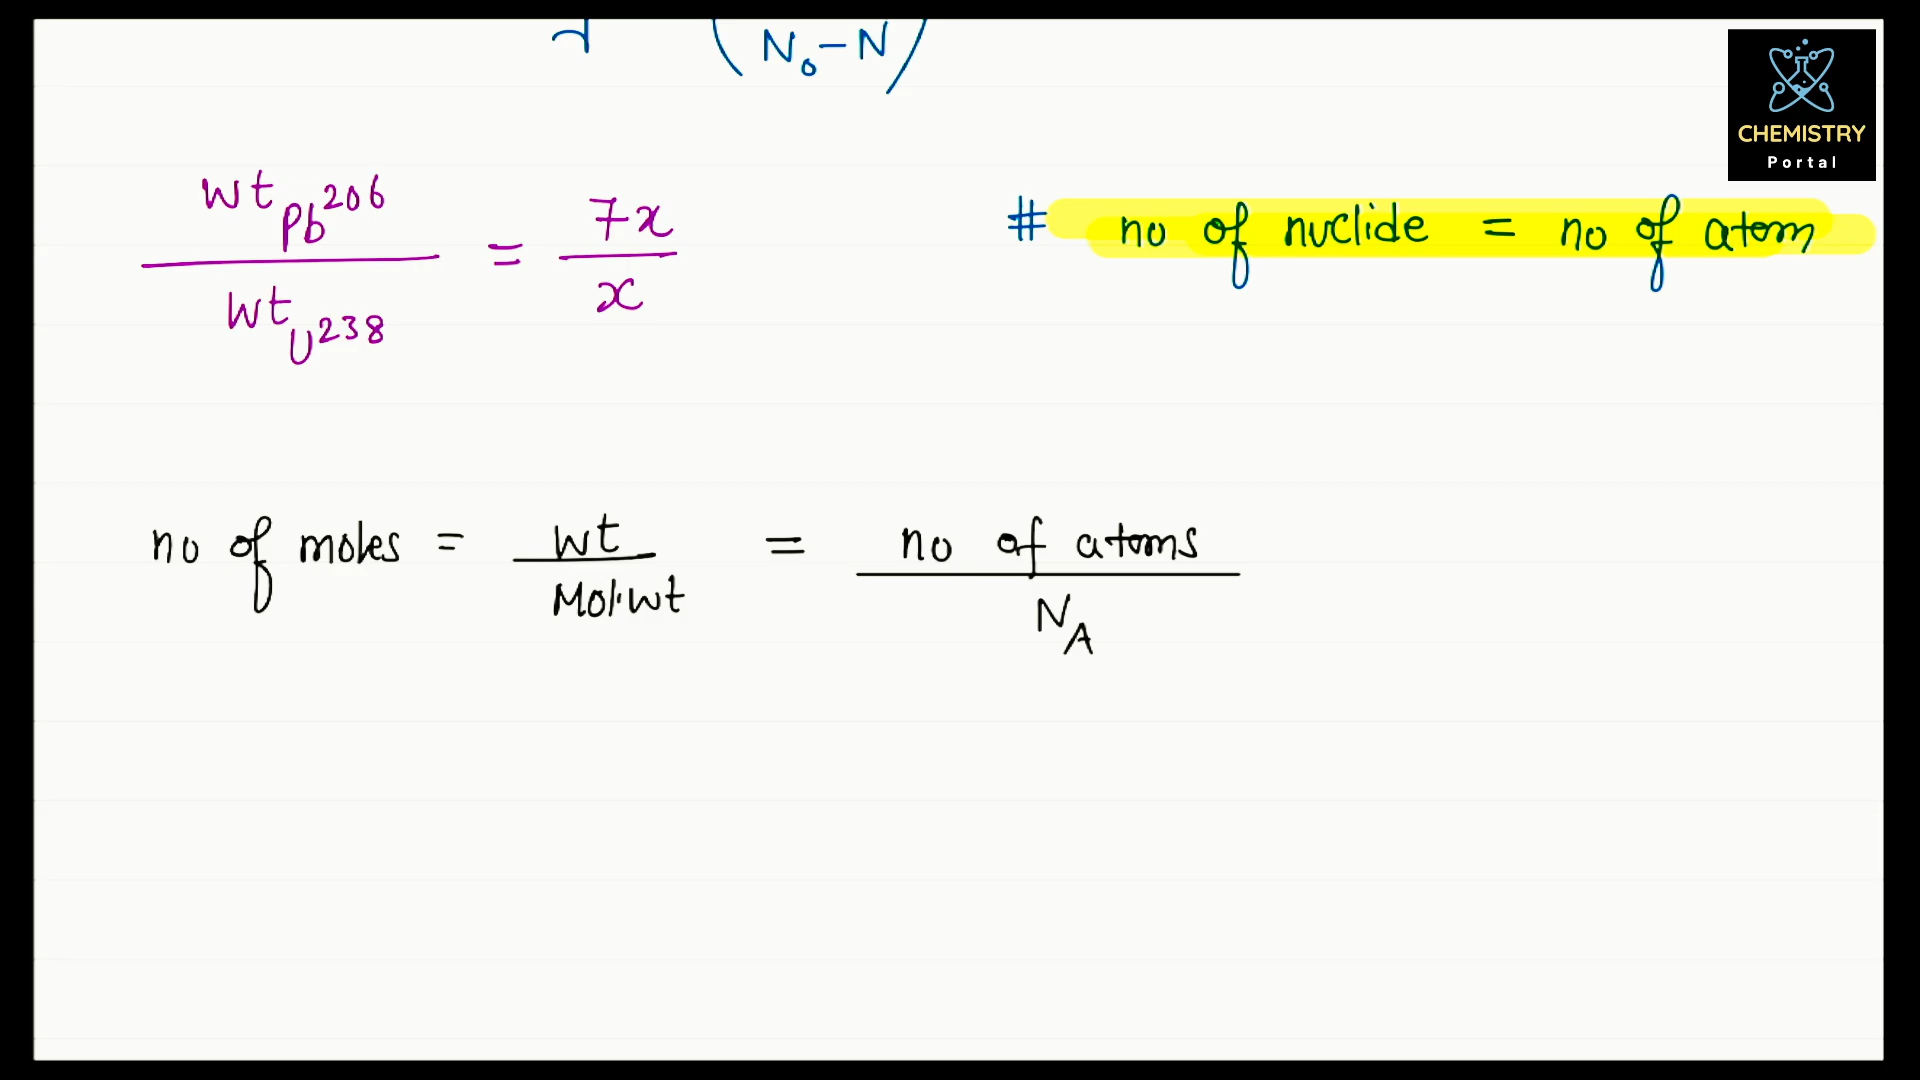 (N₀-N)
CHEMISTRY
Portal
wt Pb²⁰⁶ / wt U²³⁸ = 7x / x
# no of nuclide = no of atom
no of moles = wt / Mol.wt = no of atoms / N_A